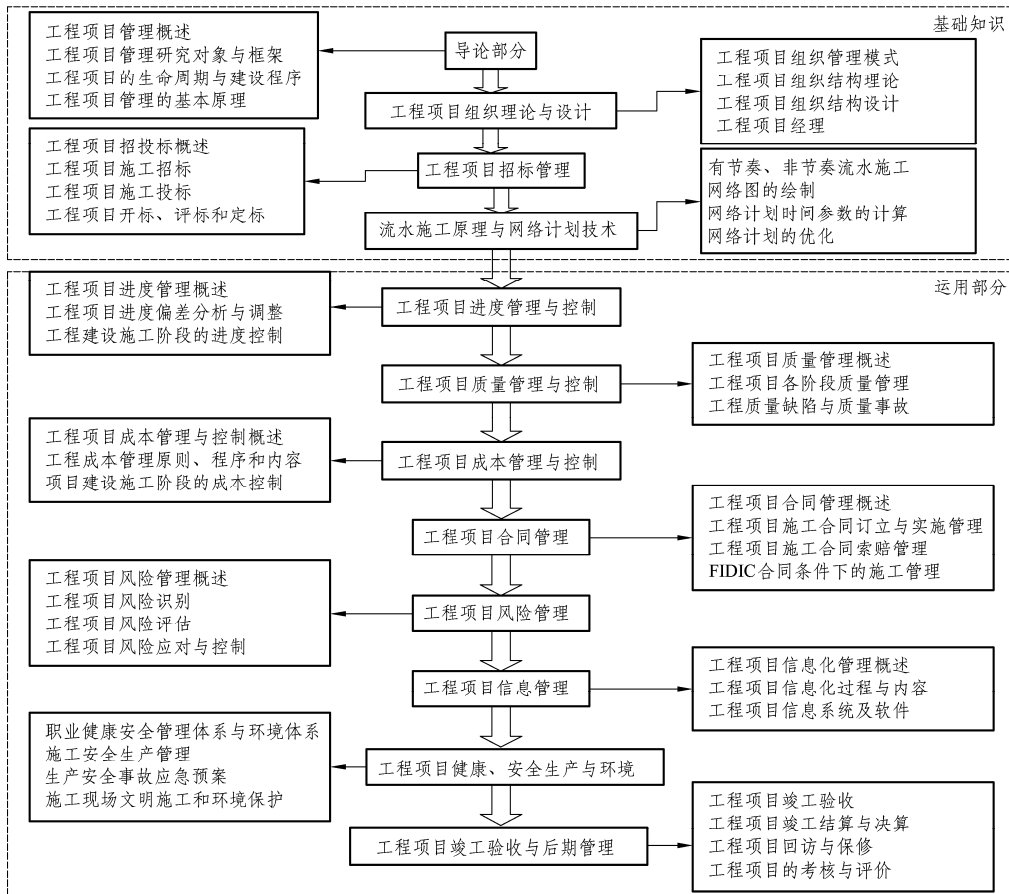 基础知识
导论部分
工程项目管理概述
工程项目管理研究对象与框架
工程项目的生命周期与建设程序
工程项目管理的基本原理
工程项目组织理论与设计
工程项目组织管理模式
工程项目组织结构理论
工程项目组织结构设计
工程项目经理
工程项目招标管理
工程项目招投标概述
工程项目施工招标
工程项目施工投标
工程项目开标、评标和定标
流水施工原理与网络计划技术
有节奏、非节奏流水施工
网络图的绘制
网络计划时间参数的计算
网络计划的优化
运用部分
工程项目进度管理与控制
工程项目进度管理概述
工程项目进度偏差分析与调整
工程建设施工阶段的进度控制
工程项目质量管理与控制
工程项目质量管理概述
工程项目各阶段质量管理
工程质量缺陷与质量事故
工程项目成本管理与控制
工程项目成本管理与控制概述
工程成本管理原则、程序和内容
项目建设施工阶段的成本控制
工程项目合同管理
工程项目合同管理概述
工程项目施工合同订立与实施管理
工程项目施工合同索赔管理
FIDIC合同条件下的施工管理
工程项目风险管理
工程项目风险管理概述
工程项目风险识别
工程项目风险评估
工程项目风险应对与控制
工程项目信息管理
工程项目信息化管理概述
工程项目信息化过程与内容
工程项目信息系统及软件
工程项目健康、安全生产与环境
职业健康安全管理体系与环境体系
施工安全生产管理
生产安全事故应急预案
施工现场文明施工和环境保护
工程项目竣工验收与后期管理
工程项目竣工验收
工程项目竣工结算与决算
工程项目回访与保修
工程项目的考核与评价